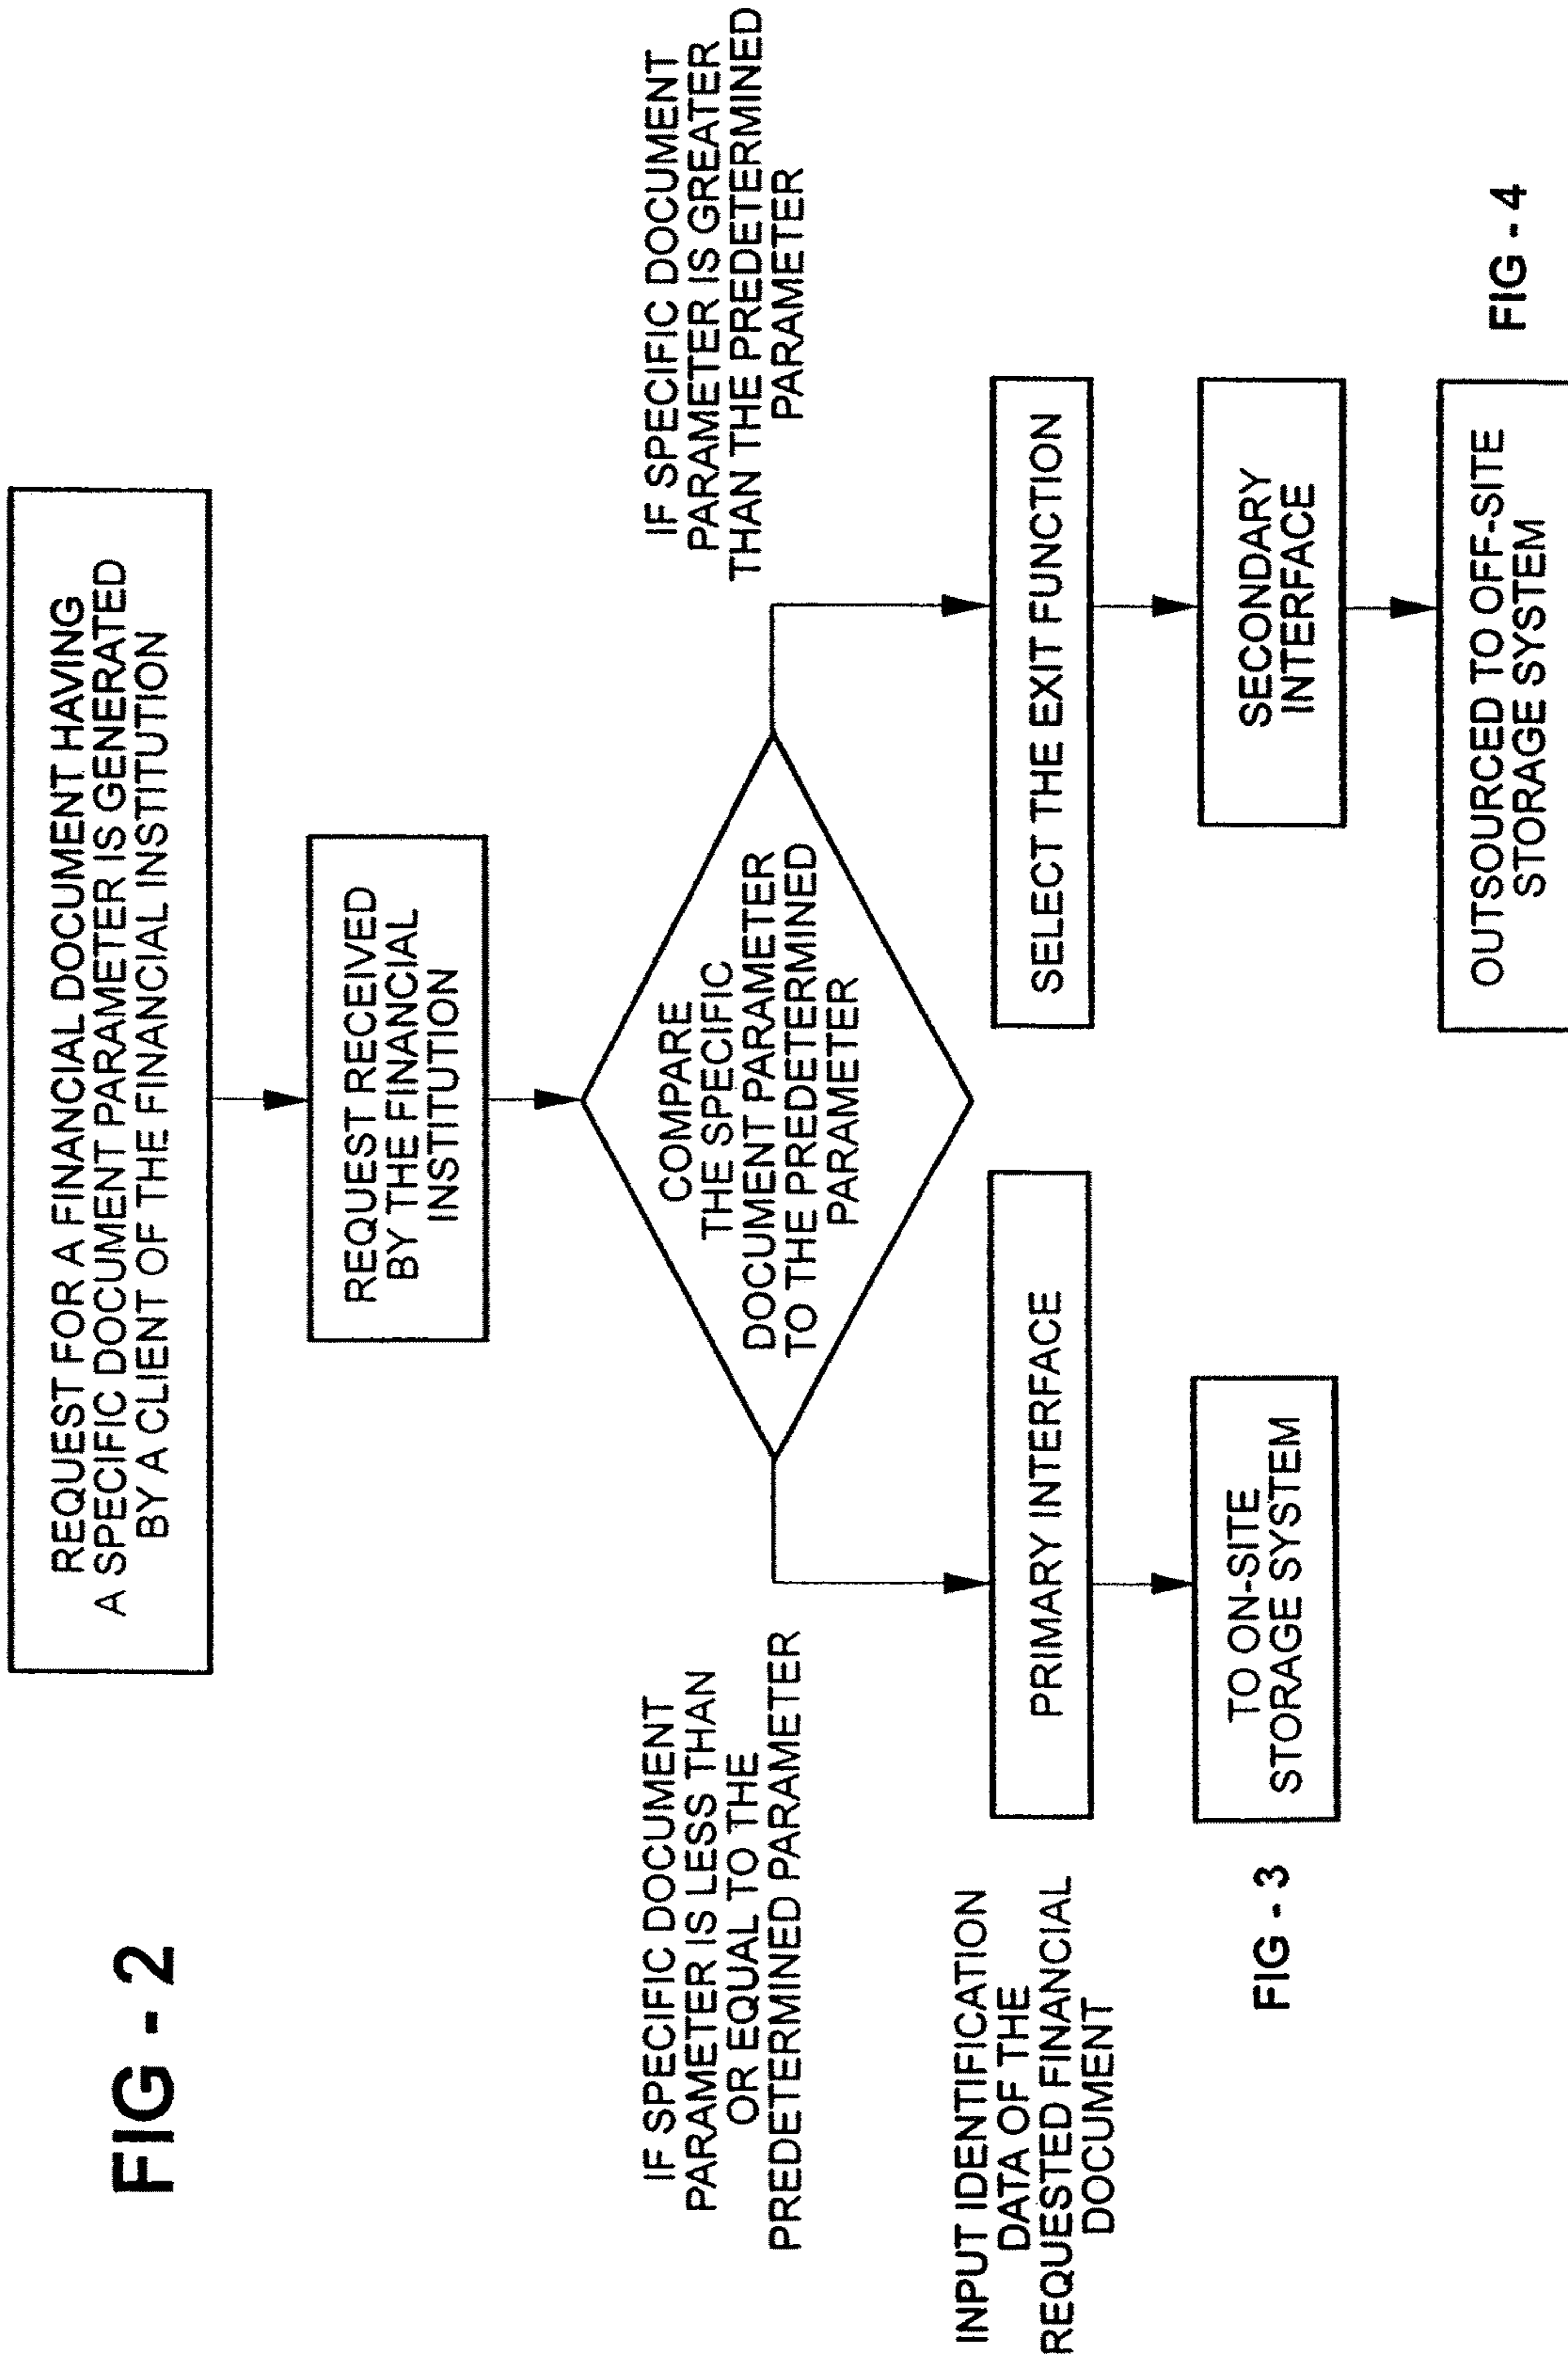 FIG - 2
REQUEST FOR A FINANCIAL DOCUMENT HAVING
A SPECIFIC DOCUMENT PARAMETER IS GENERATED
BY A CLIENT OF THE FINANCIAL INSTITUTION
REQUEST RECEIVED
BY THE FINANCIAL
INSTITUTION
COMPARE
THE SPECIFIC
DOCUMENT PARAMETER
TO THE PREDETERMINED
PARAMETER
IF SPECIFIC DOCUMENT
PARAMETER IS LESS THAN
OR EQUAL TO THE
PREDETERMINED PARAMETER
IF SPECIFIC DOCUMENT
PARAMETER IS GREATER
THAN THE PREDETERMINED
PARAMETER
INPUT IDENTIFICATION
DATA OF THE
REQUESTED FINANCIAL
DOCUMENT
PRIMARY INTERFACE
SELECT THE EXIT FUNCTION
FIG - 3
TO ON-SITE
STORAGE SYSTEM
SECONDARY
INTERFACE
OUTSOURCED TO OFF-SITE
STORAGE SYSTEM
FIG - 4